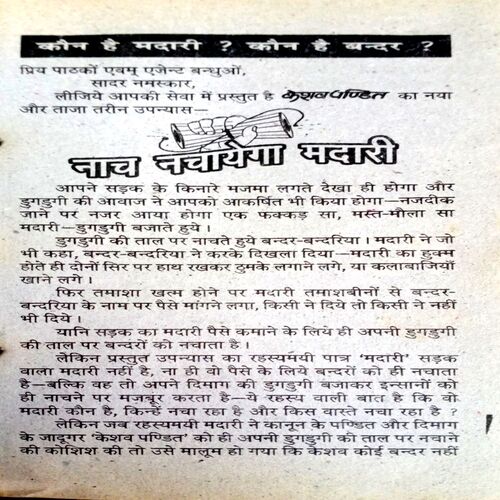 कौन है मदारी ? कौन है बन्दर ?
प्रिय पाठकों एवम् एजेन्ट बन्धुओं,
सादर नमस्कार,
लीजिये आपकी सेवा में प्रस्तुत है केशव पण्डित का नया
और ताजा तरीन उपन्यास—
नाच नचायेगा मदारी
आपने सड़क के किनारे मजमा लगते देखा ही होगा और
डुगडुगी की आवाज ने आपको आकर्षित भी किया होगा—नजदीक
जाने पर नजर आया होगा एक फक्कड़ सा, मस्त-मौला सा
मदारी—डुगडुगी बजाते हुये ।
डुगडुगी की ताल पर नाचते हुये बन्दर-बन्दरिया । मदारी ने जो
भी कहा, बन्दर-बन्दरिया ने करके दिखला दिया—मदारी का हुक्म
होते ही दोनों सिर पर हाथ रखकर ठुमके लगाने लगे, या कलाबाजियाँ
खाने लगे ।
फिर तमाशा खत्म होने पर मदारी तमाशबीनों से बन्दर-
बन्दरिया के नाम पर पैसे मांगने लगा, किसी ने दिये तो किसी ने नहीं
भी दिये ।
यानि सड़क का मदारी पैसे कमाने के लिये ही अपनी डुगडुगी
की ताल पर बन्दरों को नचाता है ।
लेकिन प्रस्तुत उपन्यास का रहस्यमयी पात्र 'मदारी' सड़क
वाला मदारी नहीं है, ना ही वो पैसे के लिये बन्दरों को ही नचाता
है—बल्कि वह तो अपने दिमाग की डुगडुगी बजाकर इन्सानों को
ही नाचने पर मजबूर करता है—ये रहस्य वाली बात है कि वो
मदारी कौन है, किन्हें नचा रहा है और किस वास्ते नचा रहा है ?
लेकिन जब रहस्यमयी मदारी ने कानून के पण्डित और दिमाग
के जादूगर 'केशव पण्डित' को ही अपनी डुगडुगी की ताल पर नचाने
की कोशिश की तो उसे मालूम हो गया कि केशव कोई बन्दर नहीं